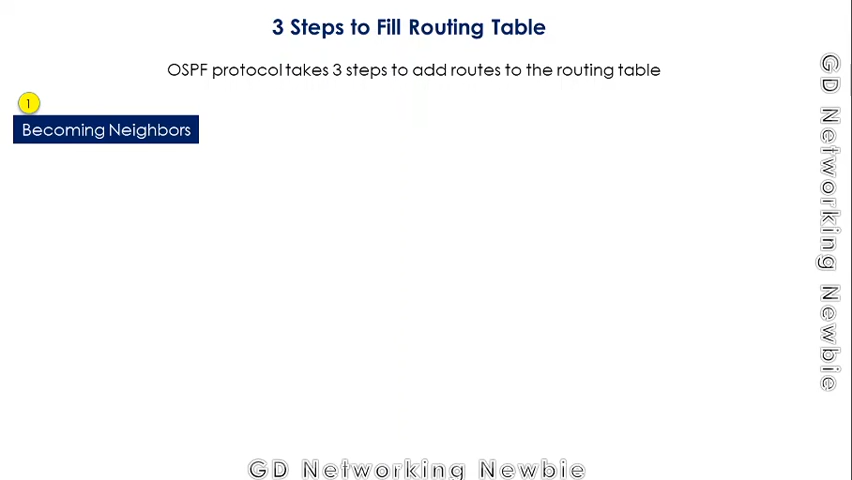 3 Steps to Fill Routing Table
OSPF protocol takes 3 steps to add routes to the routing table
1
Becoming Neighbors
GD Networking Newbie
GD Networking Newbie